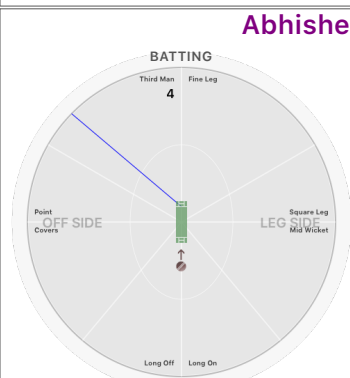 Abhishe
BATTING
Third Man Fine Leg
4
Point Square Leg
OFF SIDE LEG SIDE
Covers Mid Wicket
Long Off Long On